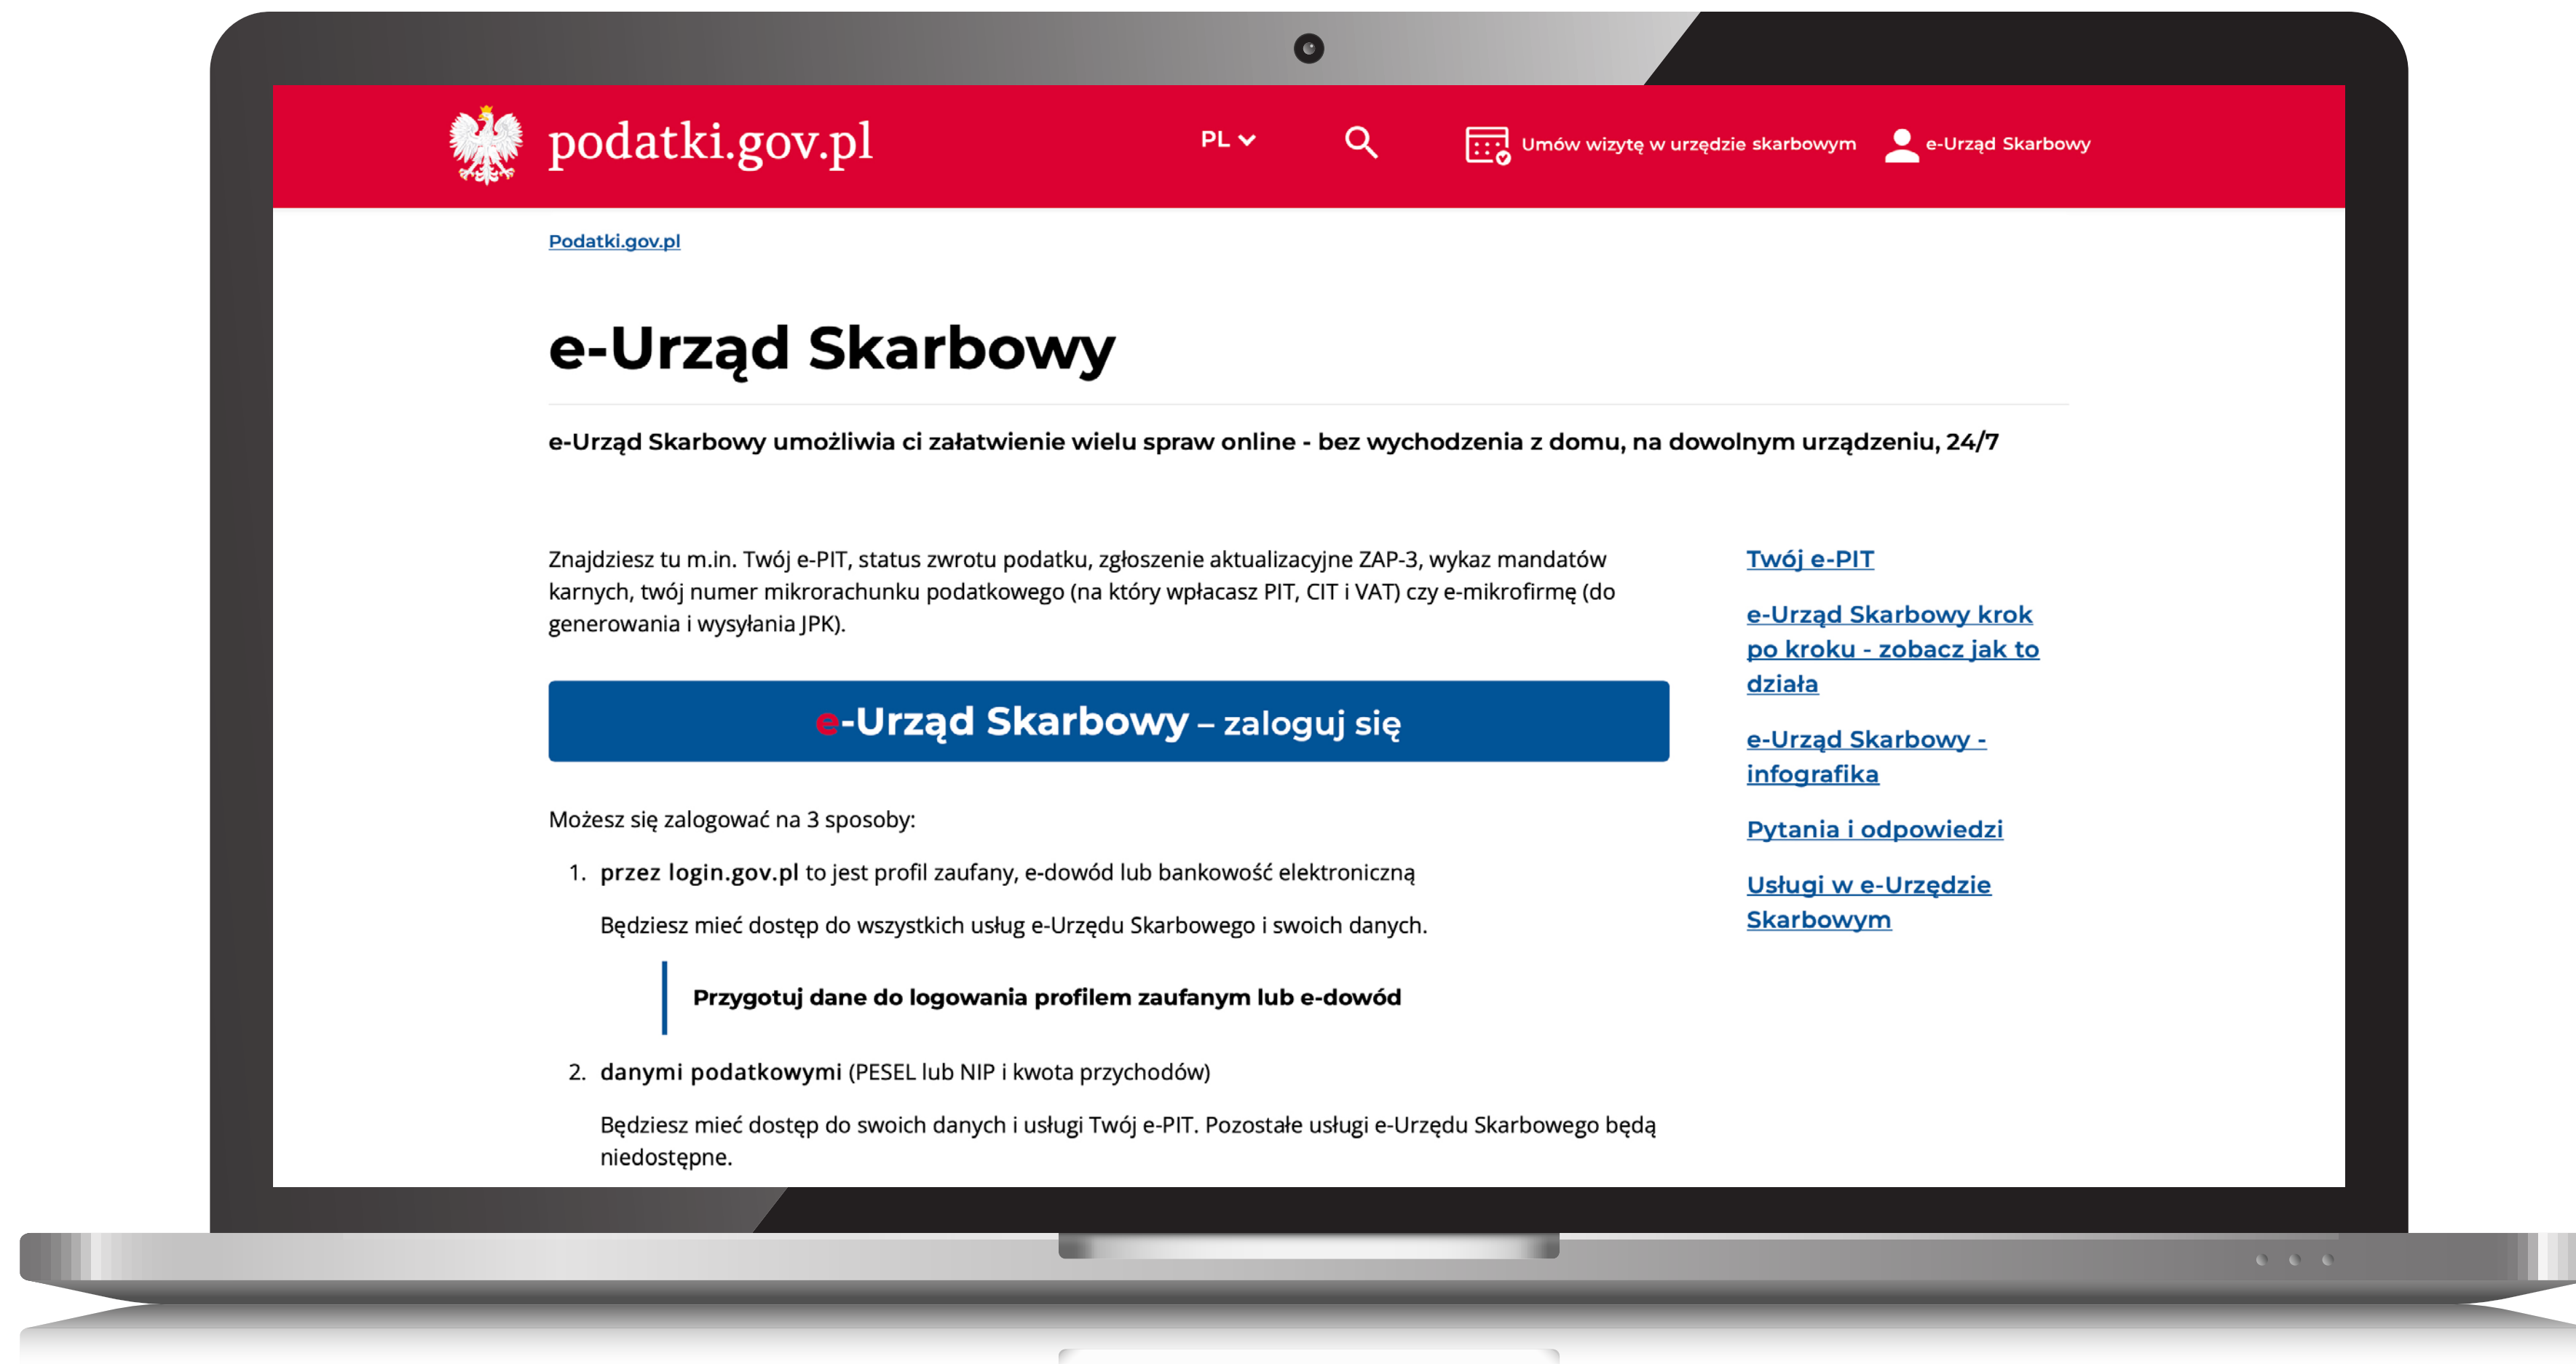 podatki.gov.pl
PL
Umów wizytę w urzędzie skarbowym
e-Urząd Skarbowy
Podatki.gov.pl
e-Urząd Skarbowy
e-Urząd Skarbowy umożliwia ci załatwienie wielu spraw online - bez wychodzenia z domu, na dowolnym urządzeniu, 24/7
Znajdziesz tu m.in. Twój e-PIT, status zwrotu podatku, zgłoszenie aktualizacyjne ZAP-3, wykaz mandatów
karnych, twój numer mikrorachunku podatkowego (na który wpłacasz PIT, CIT i VAT) czy e-mikrofirmę (do
generowania i wysyłania JPK).
e-Urząd Skarbowy – zaloguj się
Możesz się zalogować na 3 sposoby:
1. przez login.gov.pl to jest profil zaufany, e-dowód lub bankowość elektroniczną
Będziesz mieć dostęp do wszystkich usług e-Urzędu Skarbowego i swoich danych.
Przygotuj dane do logowania profilem zaufanym lub e-dowód
2. danymi podatkowymi (PESEL lub NIP i kwota przychodów)
Będziesz mieć dostęp do swoich danych i usługi Twój e-PIT. Pozostałe usługi e-Urzędu Skarbowego będą
niedostępne.
Twój e-PIT
e-Urząd Skarbowy krok
po kroku - zobacz jak to
działa
e-Urząd Skarbowy -
infografika
Pytania i odpowiedzi
Usługi w e-Urzędzie
Skarbowym